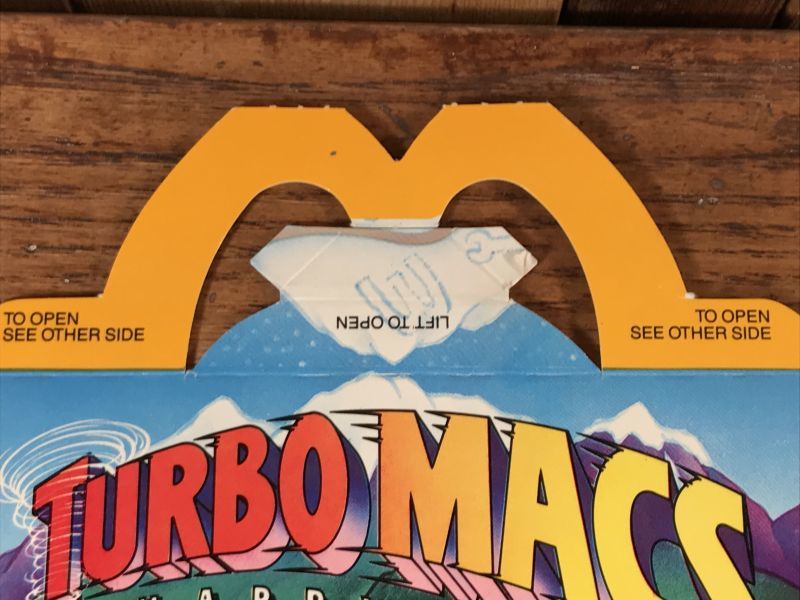 LIFT TO OPEN
TO OPEN
SEE OTHER SIDE
TO OPEN
SEE OTHER SIDE
TURBO MACS